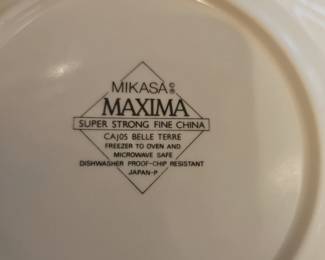 MIKASA©®
MAXIMA
SUPER STRONG FINE CHINA
CAJ05 BELLE TERRE
FREEZER TO OVEN AND
MICROWAVE SAFE
DISHWASHER PROOF-CHIP RESISTANT
JAPAN-P